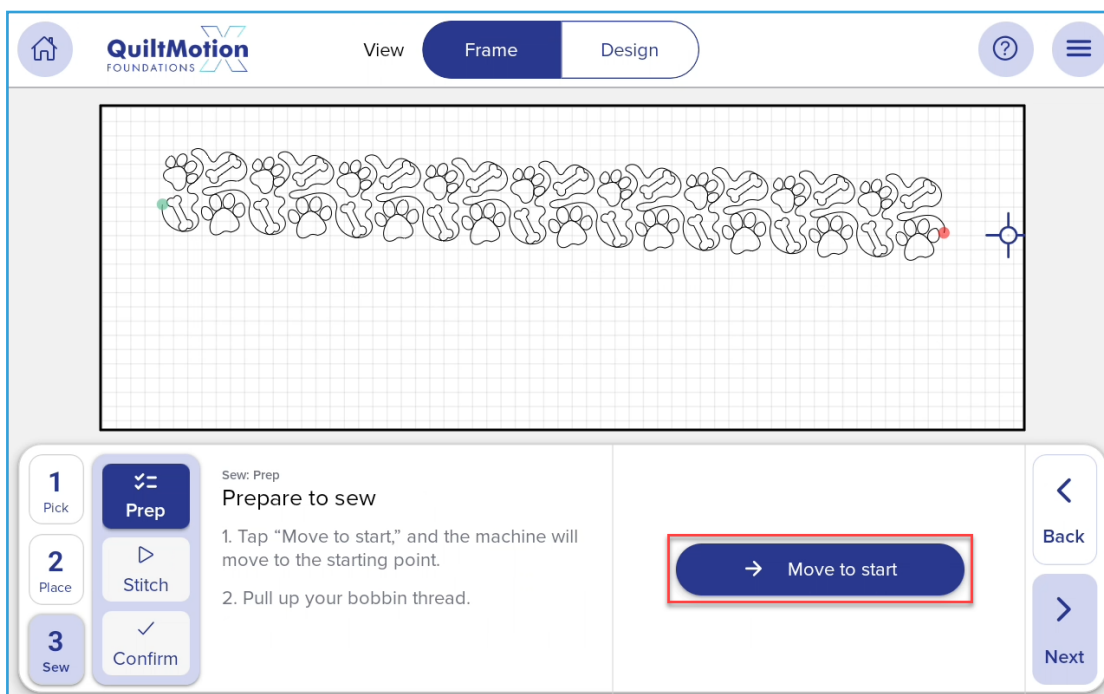 QuiltMotion
FOUNDATIONS
View
Frame
Design
?
1
Pick
2
Place
3
Sew
Prep
Stitch
Confirm
Sew: Prep
Prepare to sew
1. Tap “Move to start,” and the machine will
move to the starting point.
2. Pull up your bobbin thread.
Move to start
Back
Next